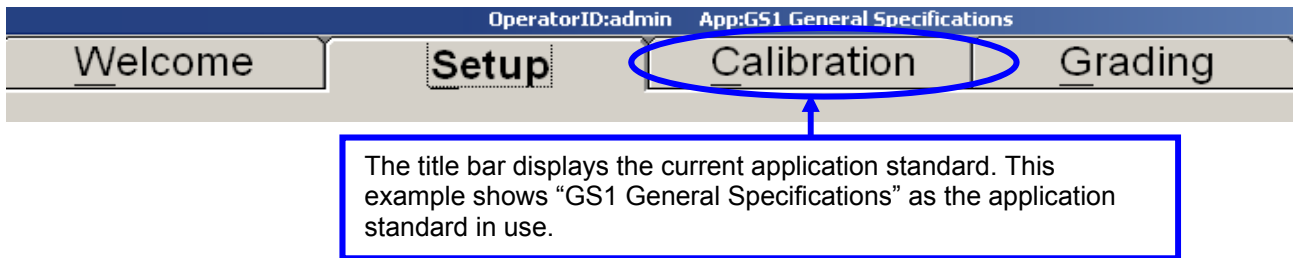 OperatorID:admin App:GS1 General Specifications
Welcome Setup Calibration Grading
The title bar displays the current application standard. This
example shows “GS1 General Specifications” as the application
standard in use.